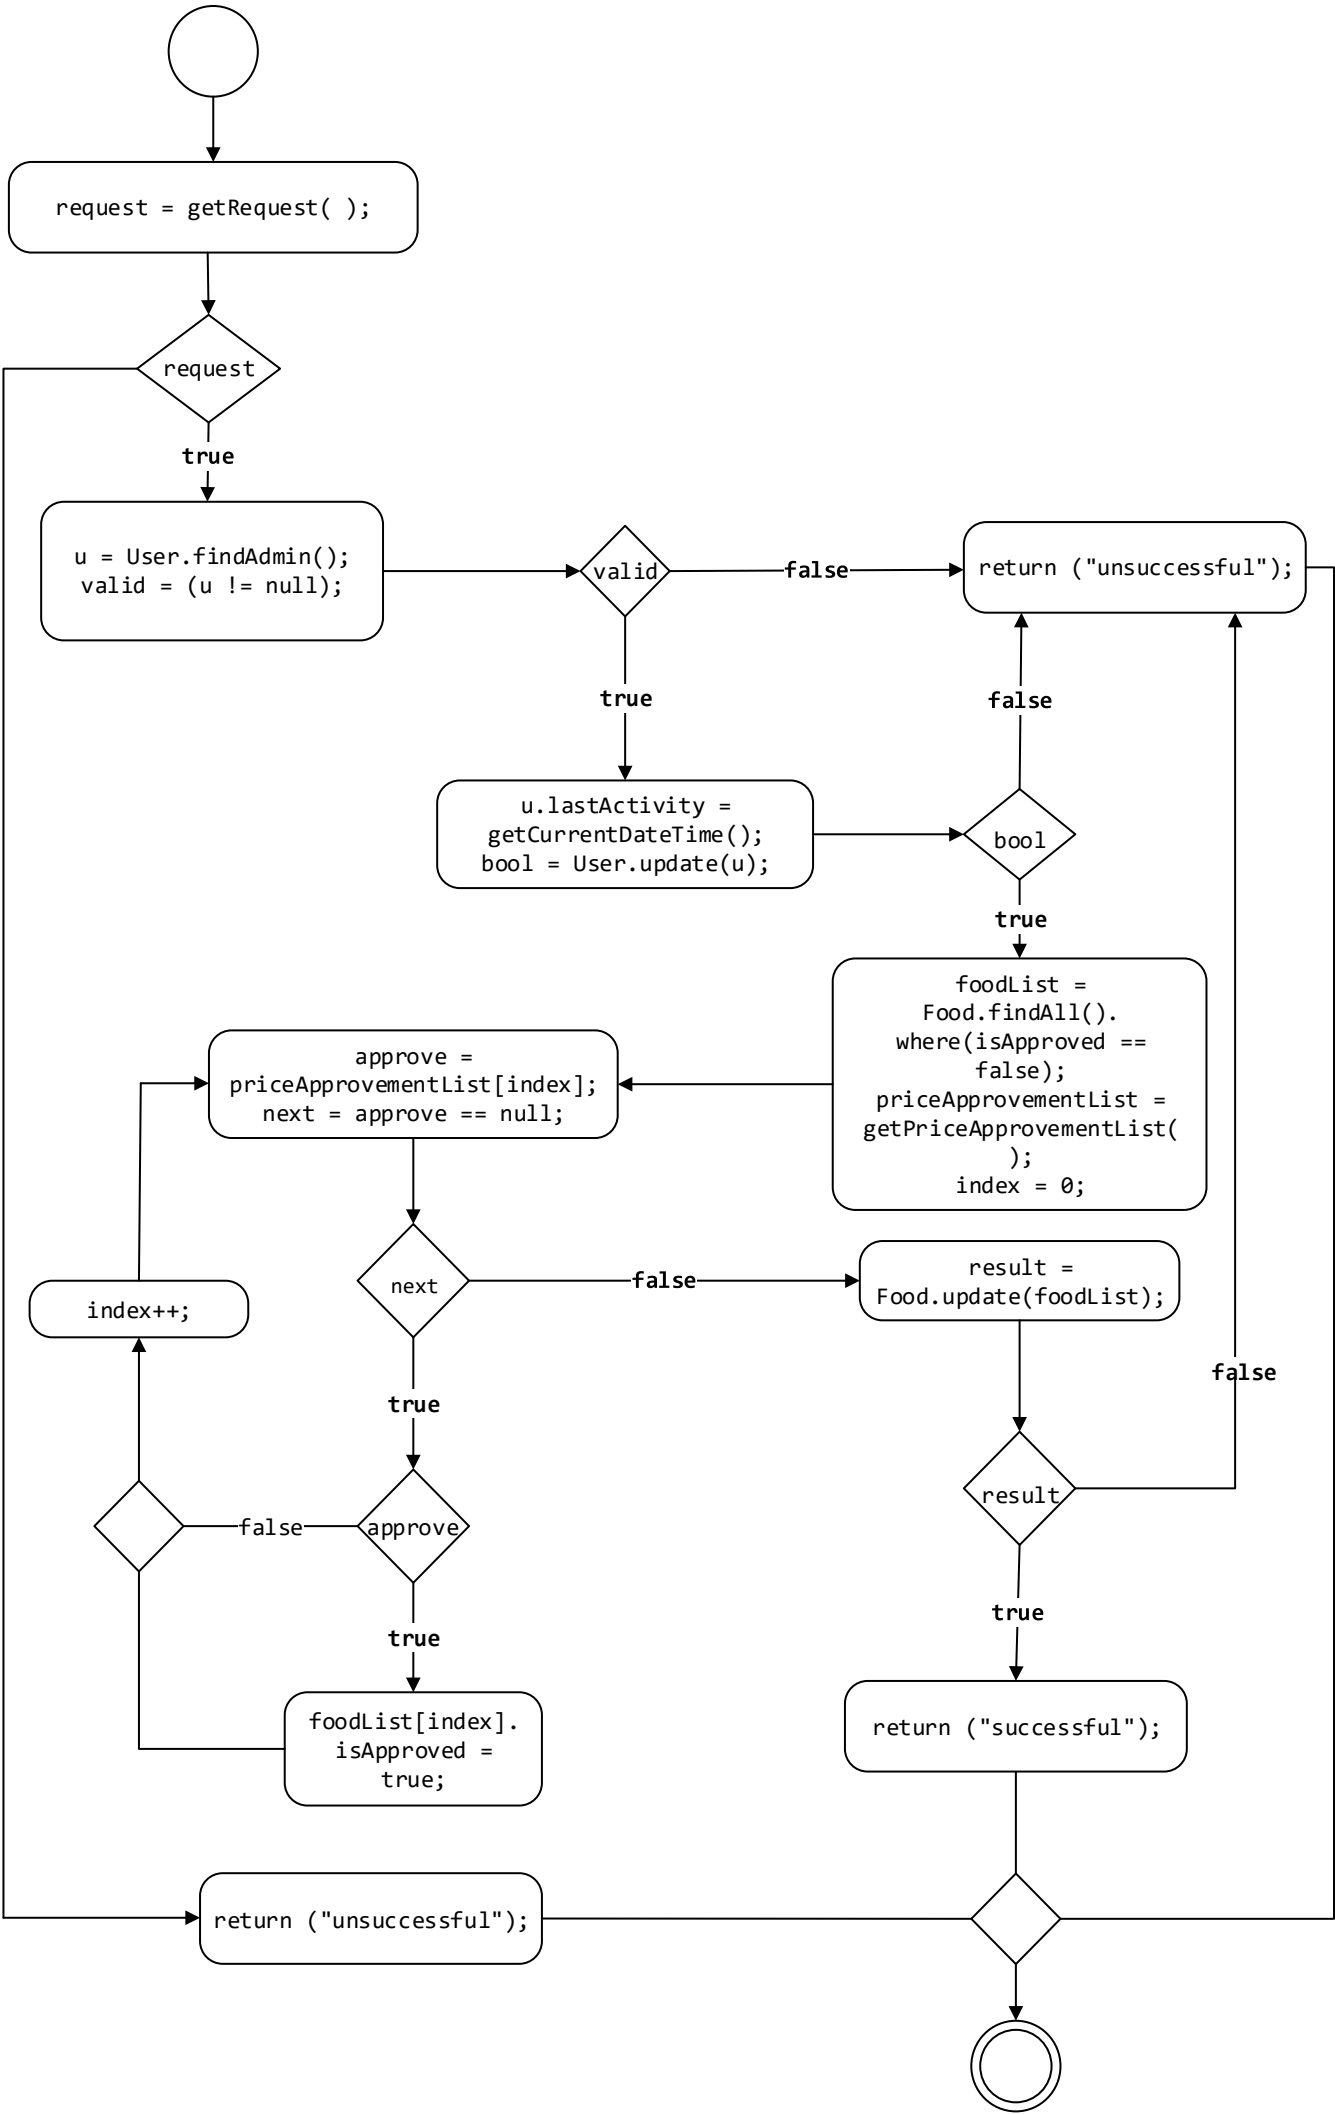 request = getRequest( );
request
true
u = User.findAdmin();
valid = (u != null);
valid
false
return ("unsuccessful");
true
false
u.lastActivity =
getCurrentDateTime();
bool = User.update(u);
bool
true
foodList =
Food.findAll().
where(isApproved ==
false);
priceApprovementList =
getPriceApprovementList(
);
index = 0;
approve =
priceApprovementList[index];
next = approve == null;
next
false
result =
Food.update(foodList);
index++;
false
true
result
false
approve
true
true
foodList[index].
isApproved =
true;
return ("successful");
return ("unsuccessful");